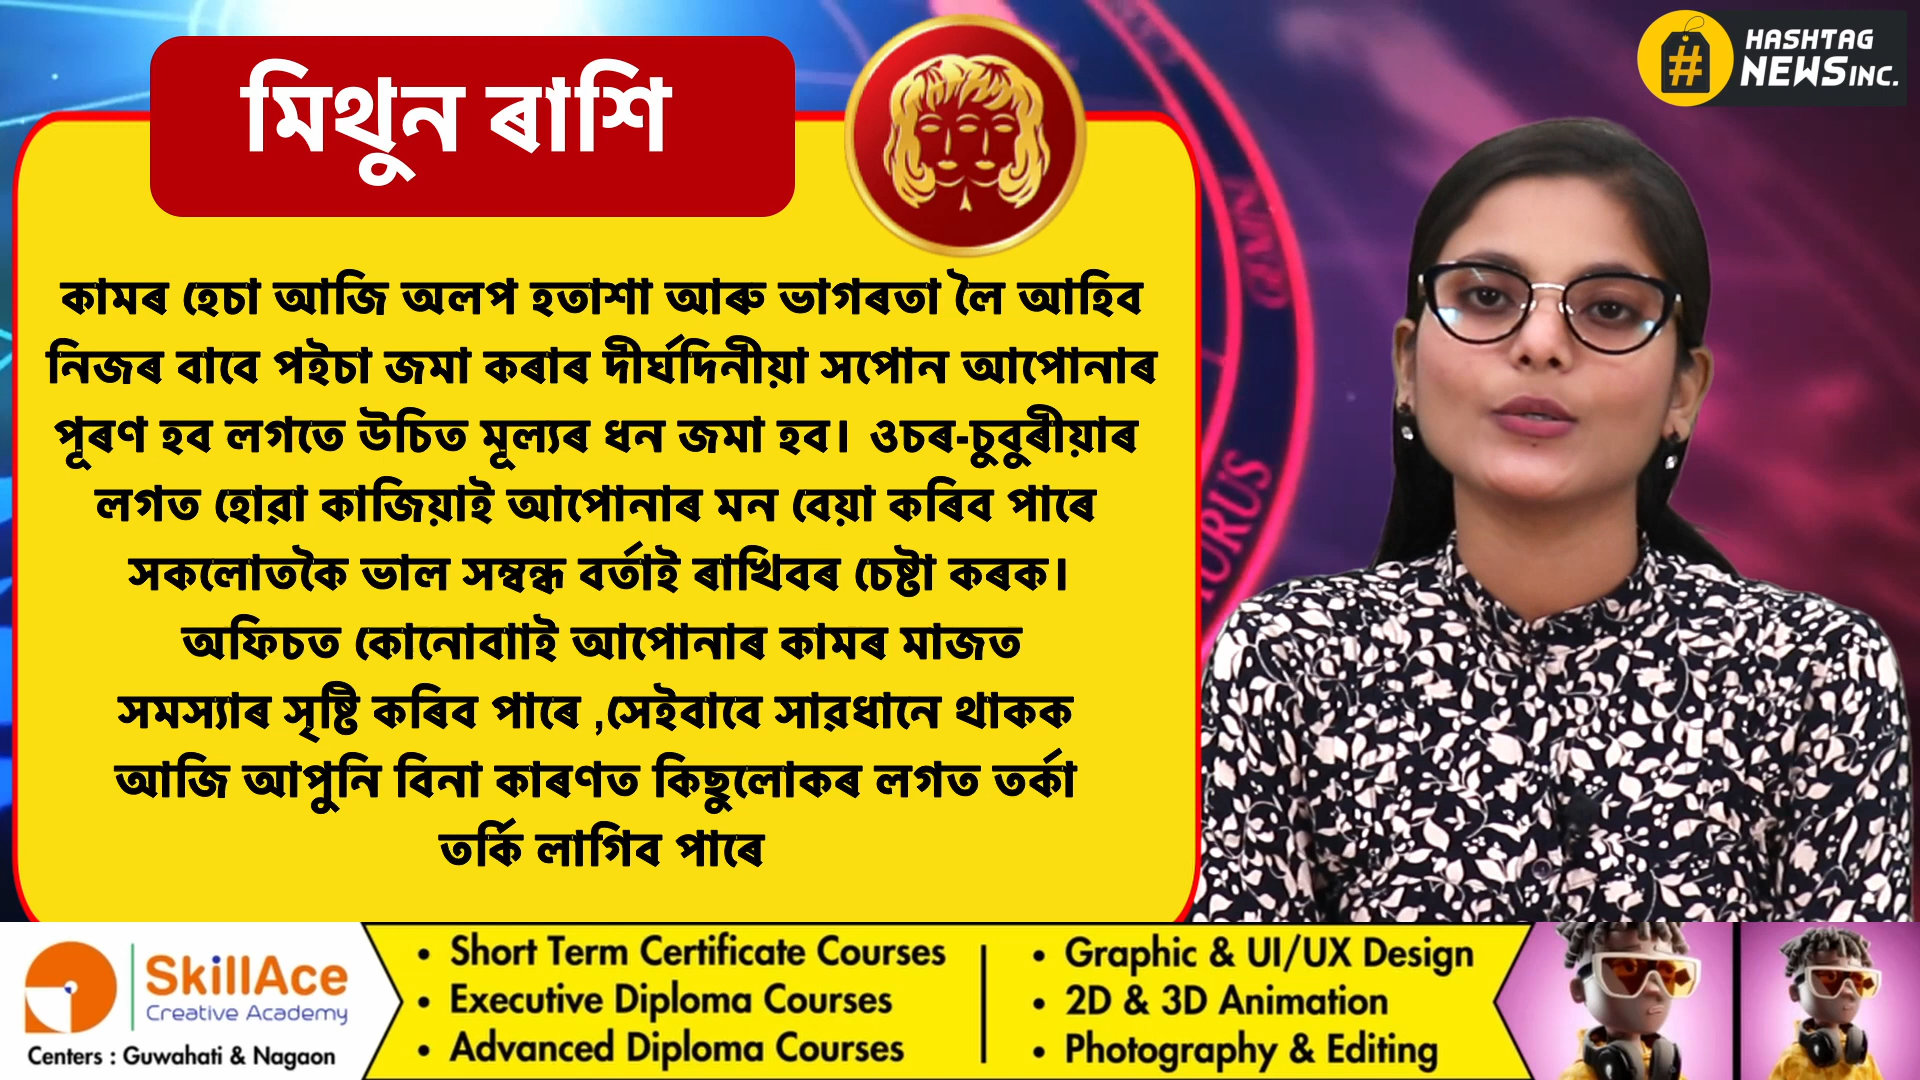 মিথুন ৰাশি
HASHTAG
NEWS INC.
কামৰ হেচা আজি অলপ হতাশা আৰু ভাগৰতা লৈ আহিব
নিজৰ বাবে পইচা জমা কৰাৰ দীৰ্ঘদিনীয়া সপোন আপোনাৰ
পূৰণ হব লগতে উচিত মূল্যৰ ধন জমা হব। ওচৰ-চুবুৰীয়াৰ
লগত হোৱা কাজিয়াই আপোনাৰ মন বেয়া কৰিব পাৰে
সকলোতকৈ ভাল সম্বন্ধ বৰ্তাই ৰাখিবৰ চেষ্টা কৰক।
অফিচত কোনোবাাই আপোনাৰ কামৰ মাজত
সমস্যাৰ সৃষ্টি কৰিব পাৰে ,সেইবাবে সাৱধানে থাকক
আজি আপুনি বিনা কাৰণত কিছুলোকৰ লগত তৰ্কা
তৰ্কি লাগিব পাৰে
GEMINI
TAURUS
SkillAce
Creative Academy
Centers : Guwahati & Nagaon
• Short Term Certificate Courses
• Executive Diploma Courses
• Advanced Diploma Courses
• Graphic & UI/UX Design
• 2D & 3D Animation
• Photography & Editing